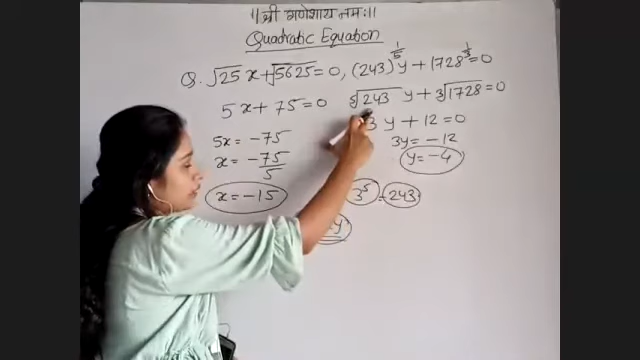 ॥श्री गणेशाय नमः॥
Quadratic Equation
Q. √25 x + √5625 = 0, (243)^(1/5) y + 1728^(1/3) = 0
5x + 75 = 0 ⁵√243 y + ³√1728 = 0
5x = -75 3y + 12 = 0
x = -75/5 3y = -12
x = -15 y = -4
3⁵ = 243
y